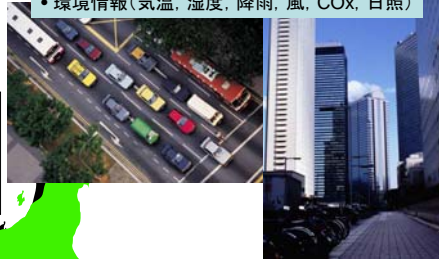 • 環境情報(気温, 湿度, 降雨, 風, COx, 日照)